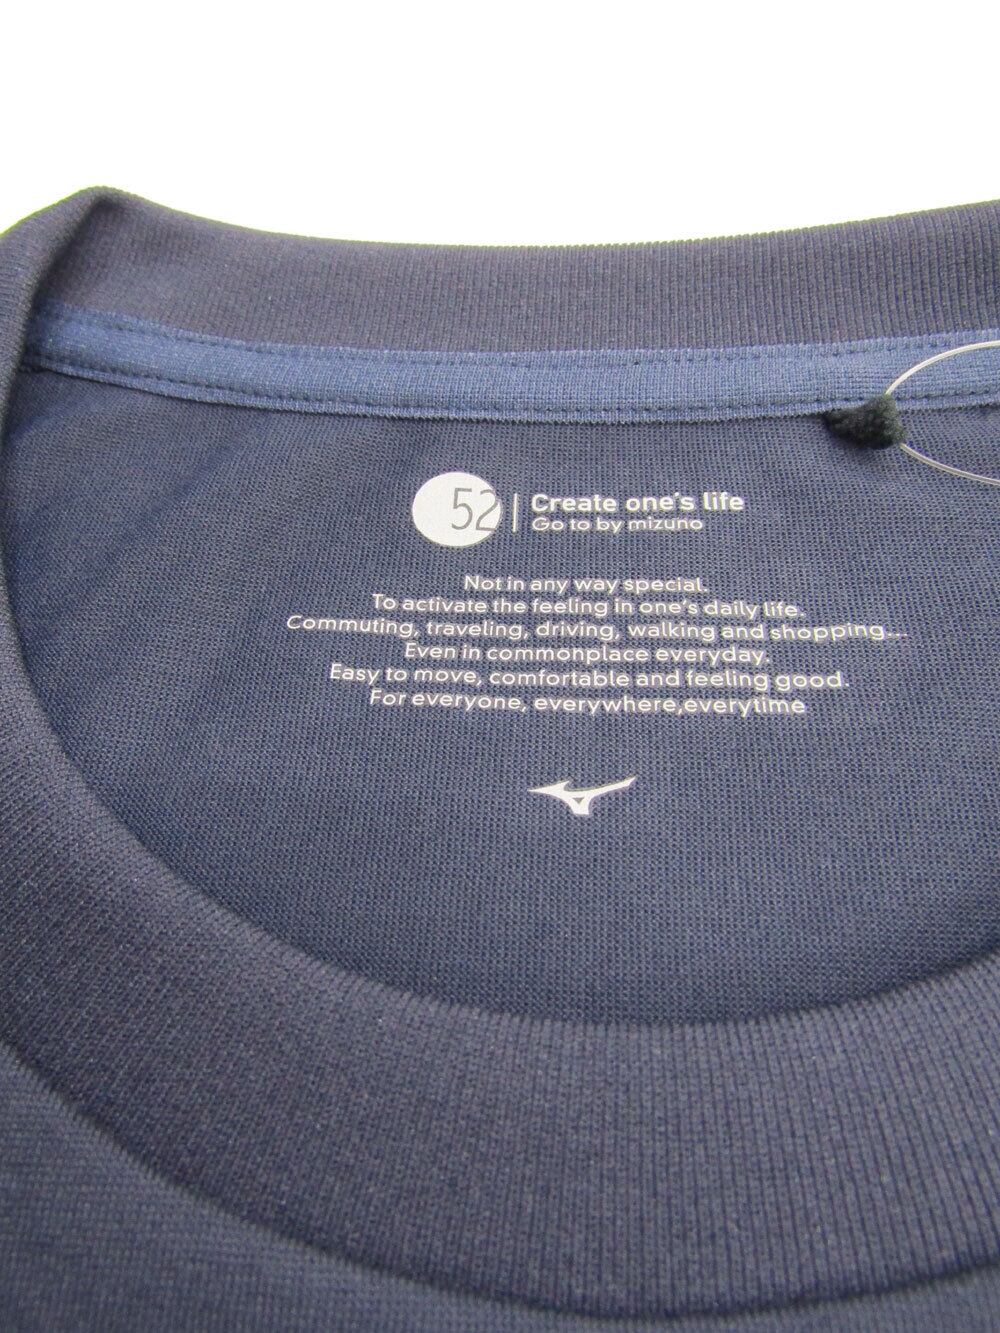 52 | Create one's life
Go to by mizuno
Not in any way special.
To activate the feeling in one's daily life.
Commuting, traveling, driving, walking and shopping...
Even in commonplace everyday.
Easy to move, comfortable and feeling good.
For everyone, everywhere,everytime